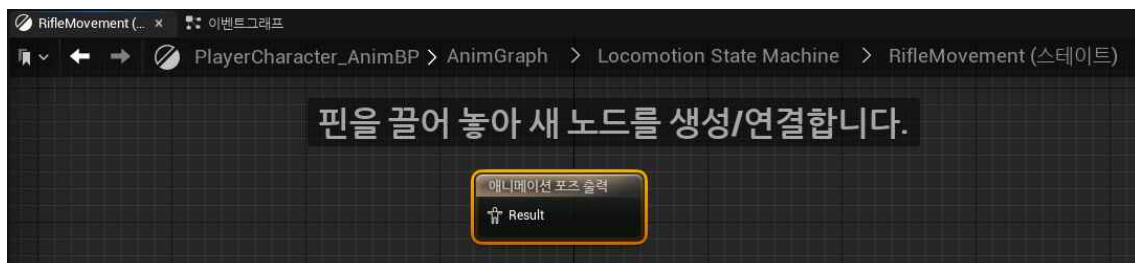 RifleMovement (... × 이벤트그래프
PlayerCharacter_AnimBP > AnimGraph > Locomotion State Machine > RifleMovement (스테이트)
핀을 끌어 놓아 새 노드를 생성/연결합니다.
애니메이션 포즈 출력
Result